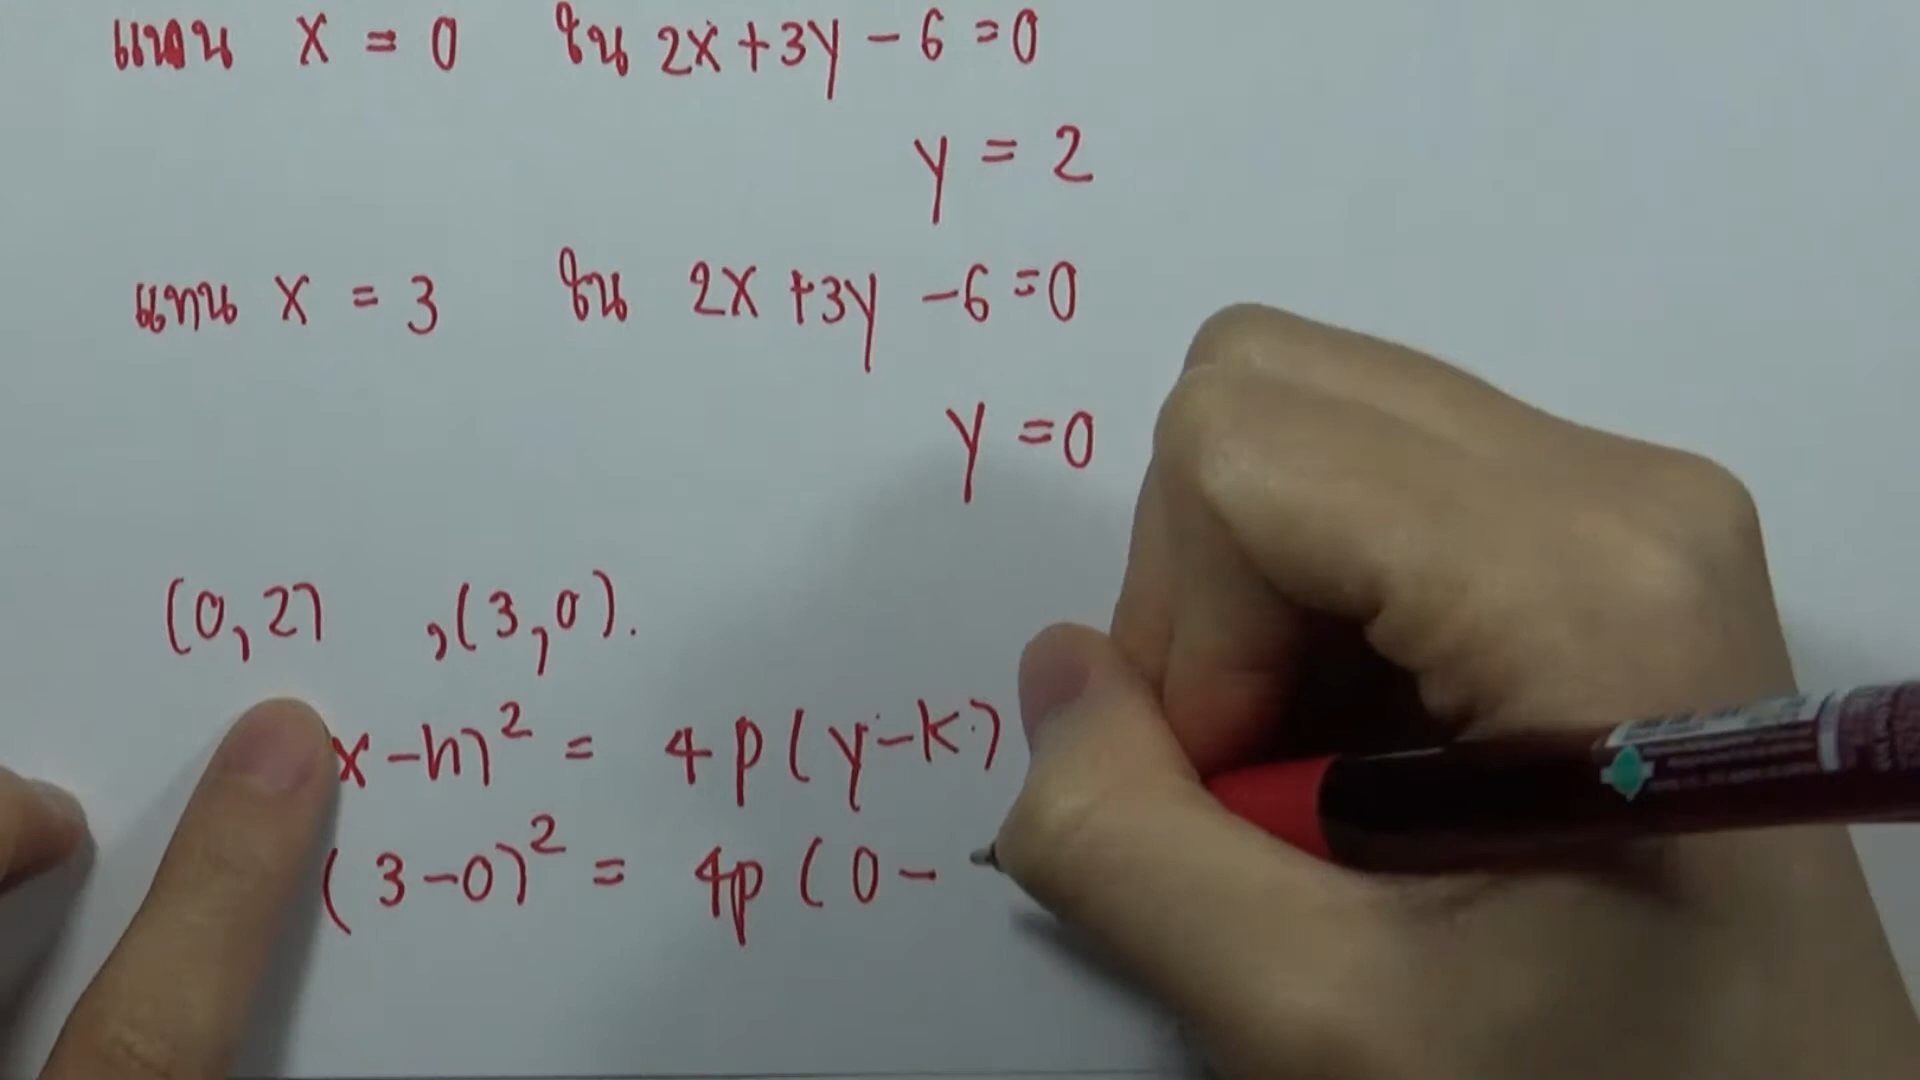 แทน x = 0 ใน 2x+3y-6=0
y = 2
แทน x = 3 ใน 2x+3y-6=0
y =0
(0,2) ,(3,0).
x-h)² = 4p(y-k)
(3-0)² = 4p(0-